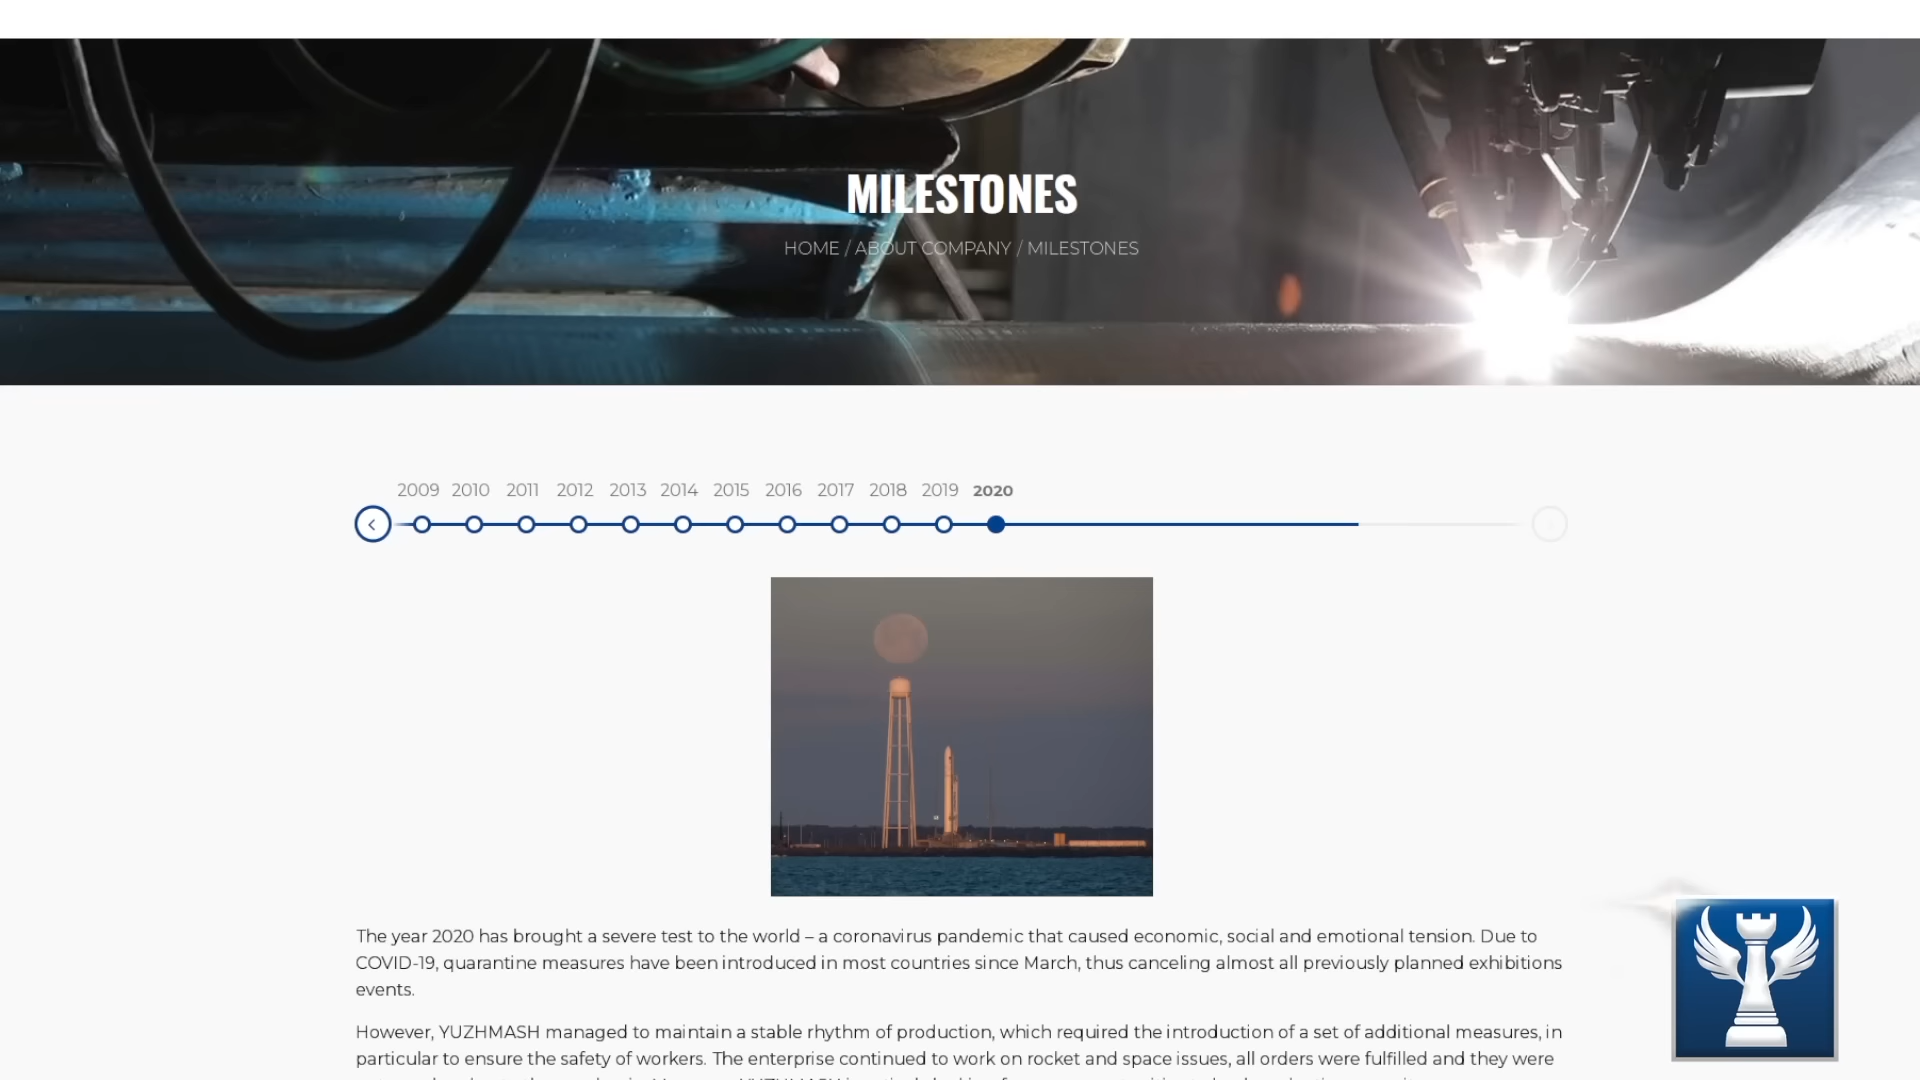 MILESTONES
HOME / ABOUT COMPANY / MILESTONES
2009 2010 2011 2012 2013 2014 2015 2016 2017 2018 2019 2020
The year 2020 has brought a severe test to the world – a coronavirus pandemic that caused economic, social and emotional tension. Due to
COVID-19, quarantine measures have been introduced in most countries since March, thus canceling almost all previously planned exhibitions
events.
However, YUZHMASH managed to maintain a stable rhythm of production, which required the introduction of a set of additional measures, in
particular to ensure the safety of workers. The enterprise continued to work on rocket and space issues, all orders were fulfilled and they were